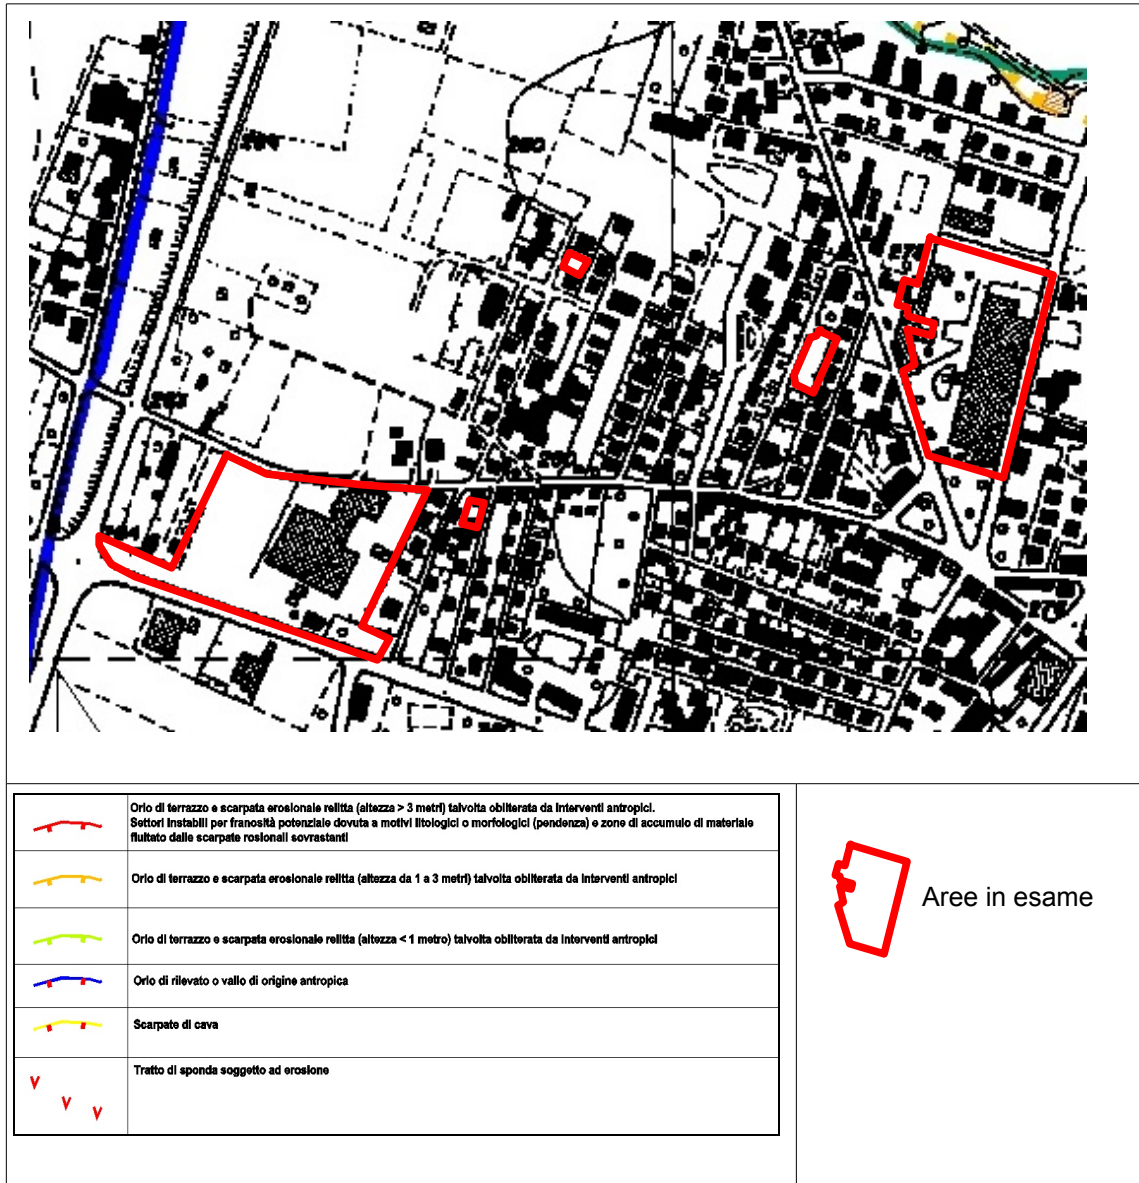 279
260
Orlo di terrazzo e scarpata erosionale relitta (altezza > 3 metri) talvolta obliterata da interventi antropici.
Settori instabili per franosità potenziale dovuta a motivi litologici o morfologici (pendenza) e zone di accumulo di materiale
fluitato dalle scarpate rosionali sovrastanti
Orlo di terrazzo e scarpata erosionale relitta (altezza da 1 a 3 metri) talvolta obliterata da interventi antropici
Orlo di terrazzo e scarpata erosionale relitta (altezza < 1 metro) talvolta obliterata da interventi antropici
Orlo di rilevato o vallo di origine antropica
Scarpate di cava
Tratto di sponda soggetto ad erosione
Aree in esame